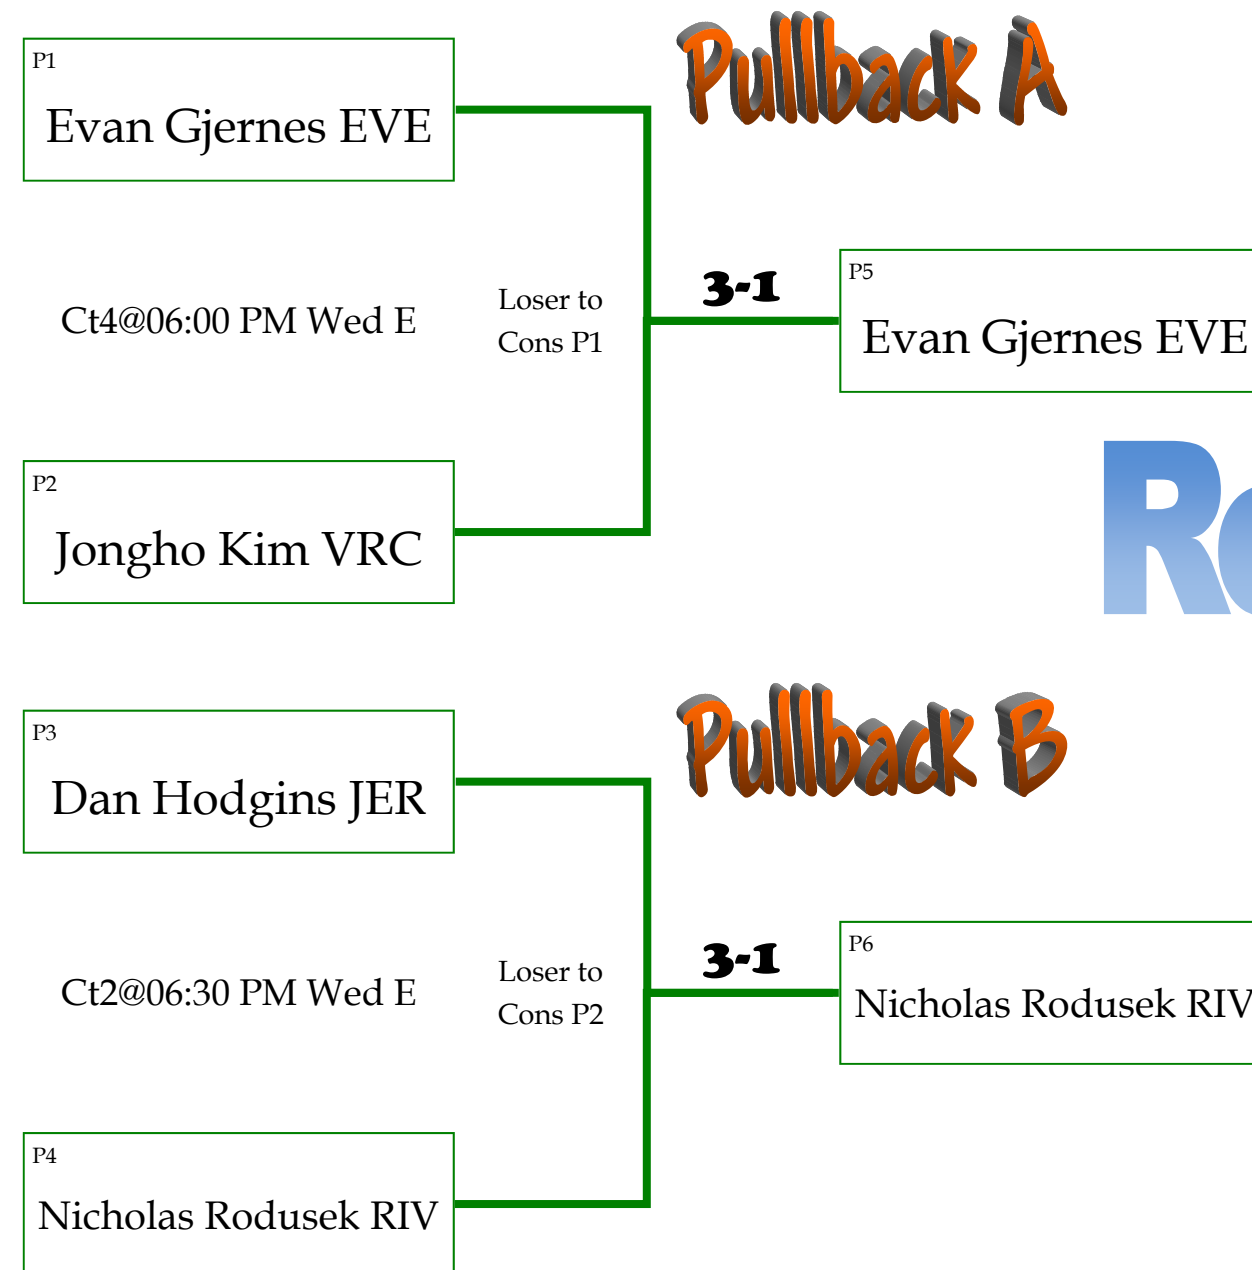 Pullback A
P1
Evan Gjernes EVE
Ct4@06:00 PM Wed E
Loser to
Cons P1
3-1
P5
Evan Gjernes EVE
P2
Jongho Kim VRC
Pullback B
P3
Dan Hodgins JER
Ct2@06:30 PM Wed E
Loser to
Cons P2
3-1
P6
Nicholas Rodusek RIV
P4
Nicholas Rodusek RIV